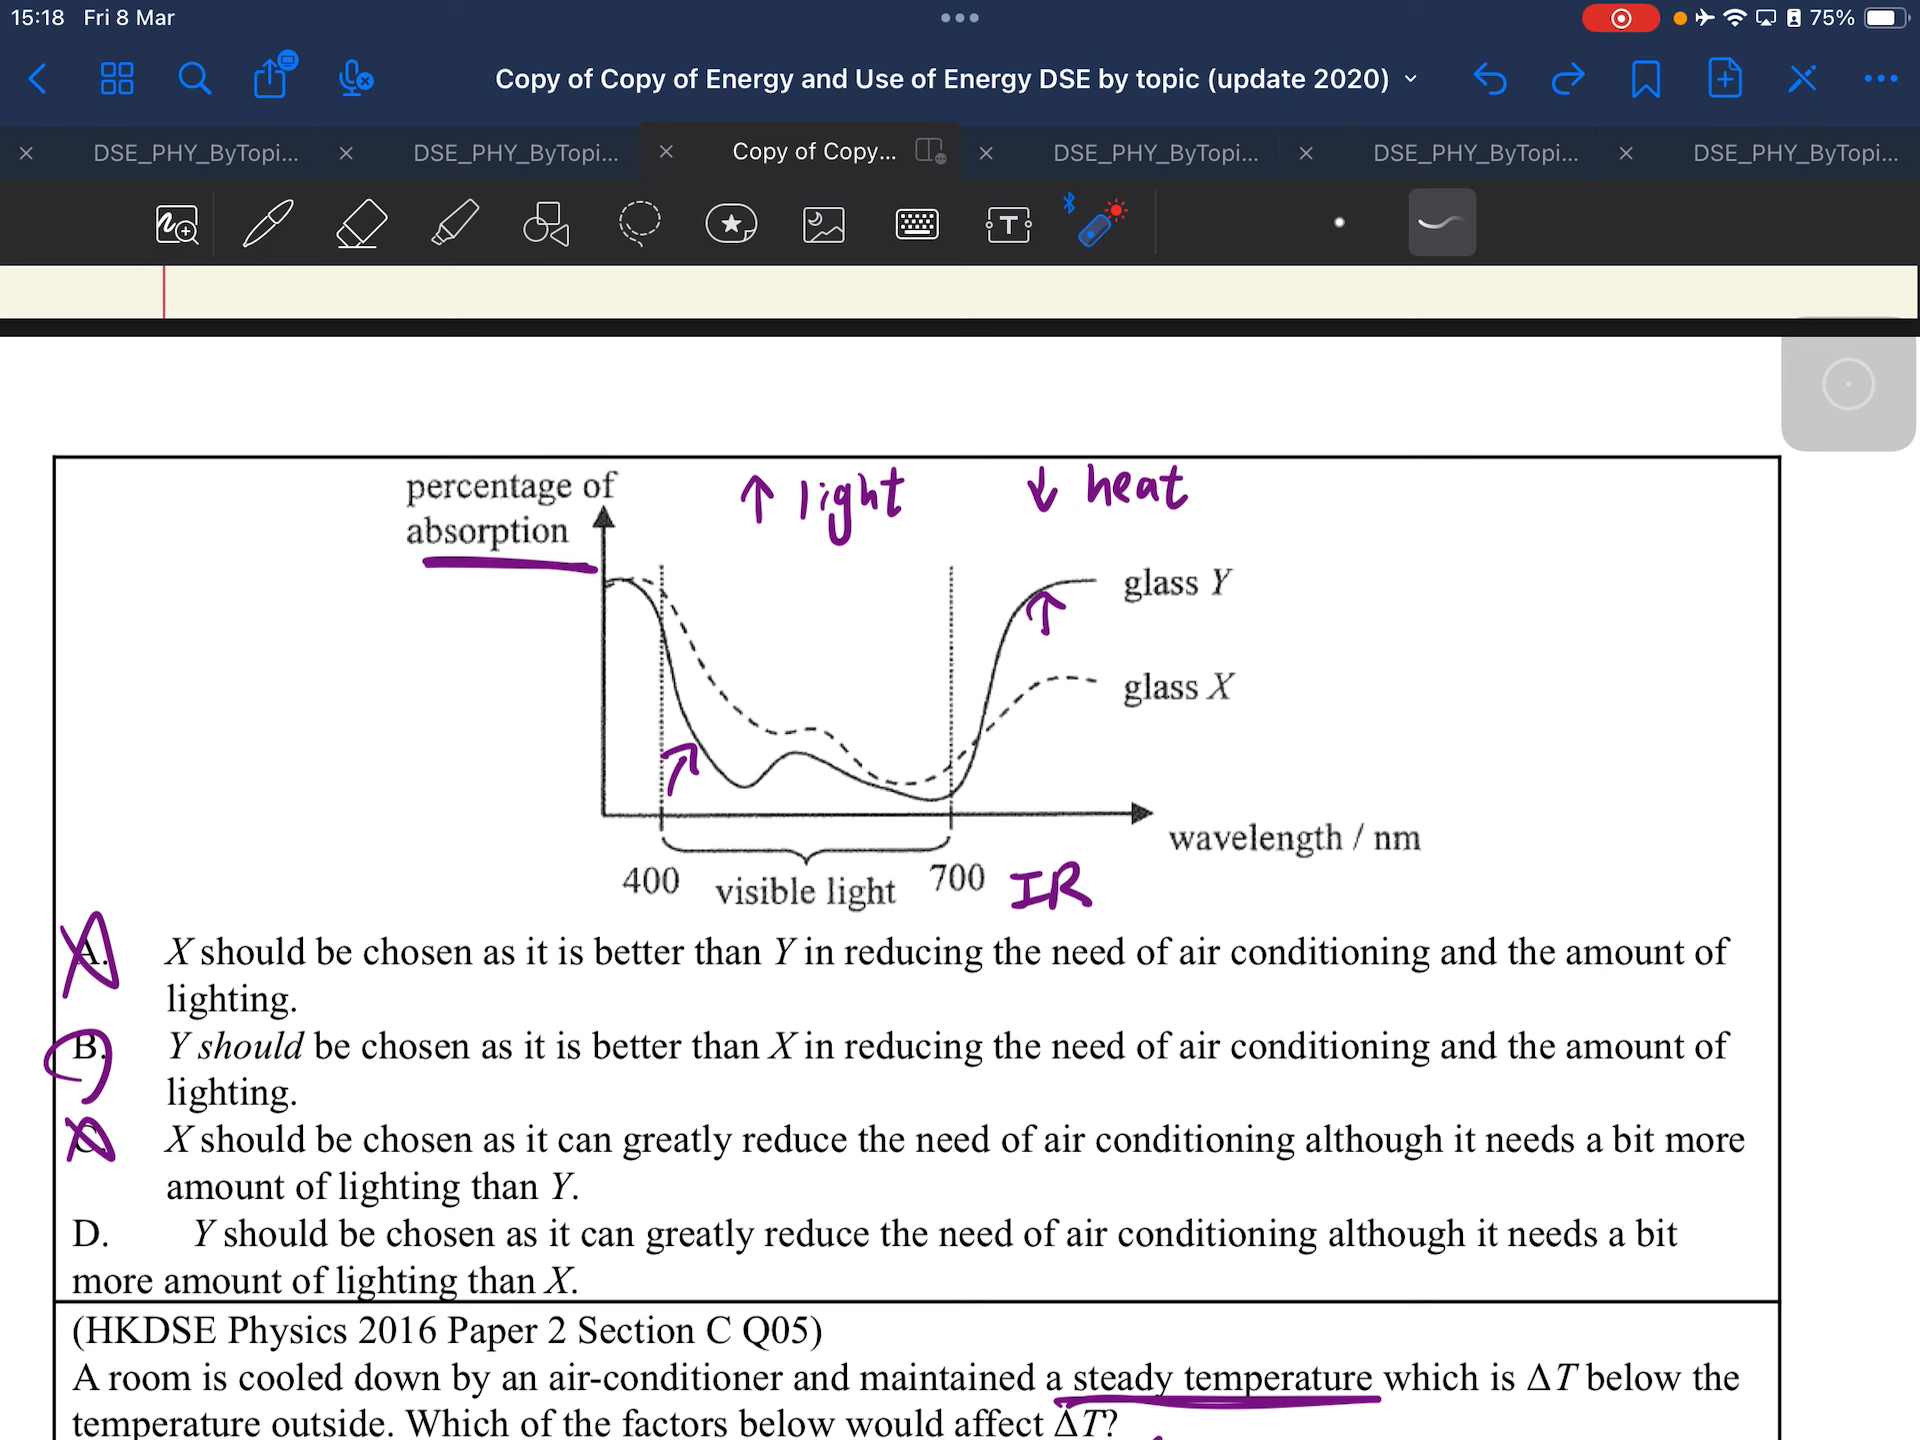 15:18 Fri 8 Mar
75%
Copy of Copy of Energy and Use of Energy DSE by topic (update 2020)
DSE_PHY_ByTopi... DSE_PHY_ByTopi... Copy of Copy... DSE_PHY_ByTopi... DSE_PHY_ByTopi... DSE_PHY_ByTopi...
percentage of
absorption
↑ light ↓ heat
glass Y
glass X
wavelength / nm
400 visible light 700 IR
A. X should be chosen as it is better than Y in reducing the need of air conditioning and the amount of
lighting.
B. Y should be chosen as it is better than X in reducing the need of air conditioning and the amount of
lighting.
C. X should be chosen as it can greatly reduce the need of air conditioning although it needs a bit more
amount of lighting than Y.
D. Y should be chosen as it can greatly reduce the need of air conditioning although it needs a bit
more amount of lighting than X.
(HKDSE Physics 2016 Paper 2 Section C Q05)
A room is cooled down by an air-conditioner and maintained a steady temperature which is ΔT below the
temperature outside. Which of the factors below would affect ΔT?